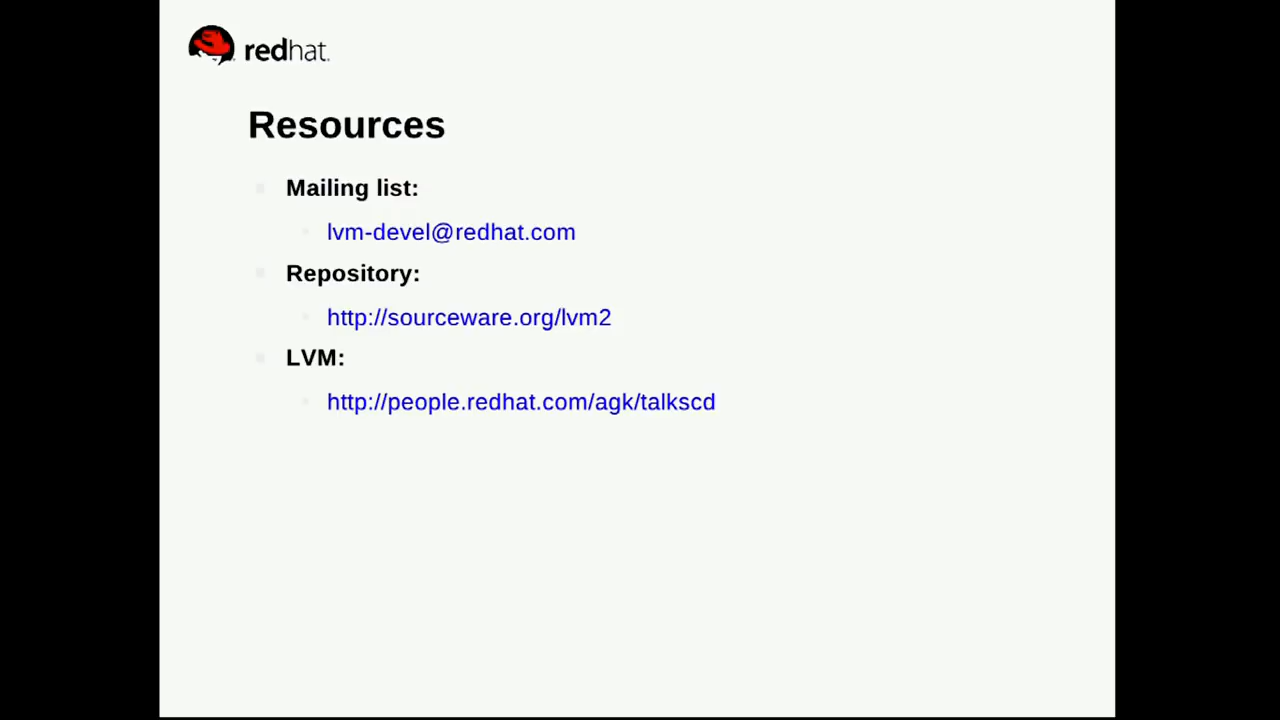 redhat.
Resources
Mailing list:
lvm-devel@redhat.com
Repository:
http://sourceware.org/lvm2
LVM:
http://people.redhat.com/agk/talkscd